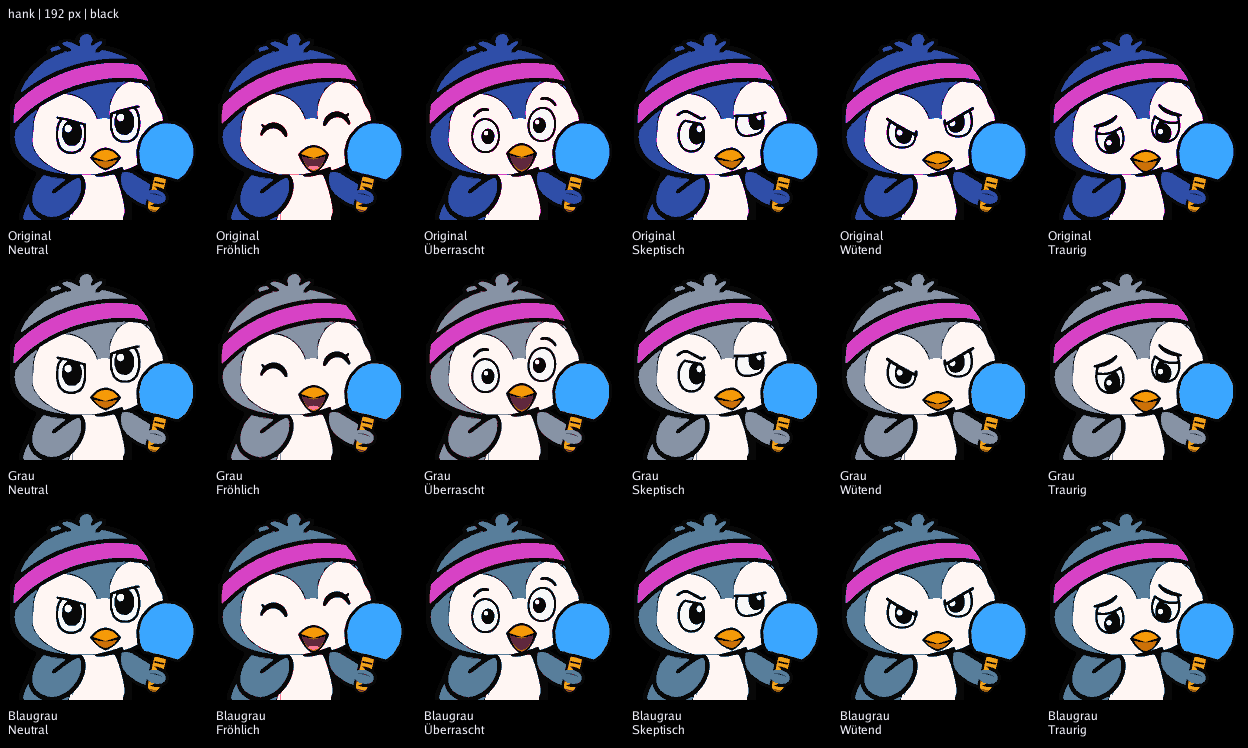 hank | 192 px | black
Original
Neutral
Original
Fröhlich
Original
Überrascht
Original
Skeptisch
Original
Wütend
Original
Traurig
Grau
Neutral
Grau
Fröhlich
Grau
Überrascht
Grau
Skeptisch
Grau
Wütend
Grau
Traurig
Blaugrau
Neutral
Blaugrau
Fröhlich
Blaugrau
Überrascht
Blaugrau
Skeptisch
Blaugrau
Wütend
Blaugrau
Traurig